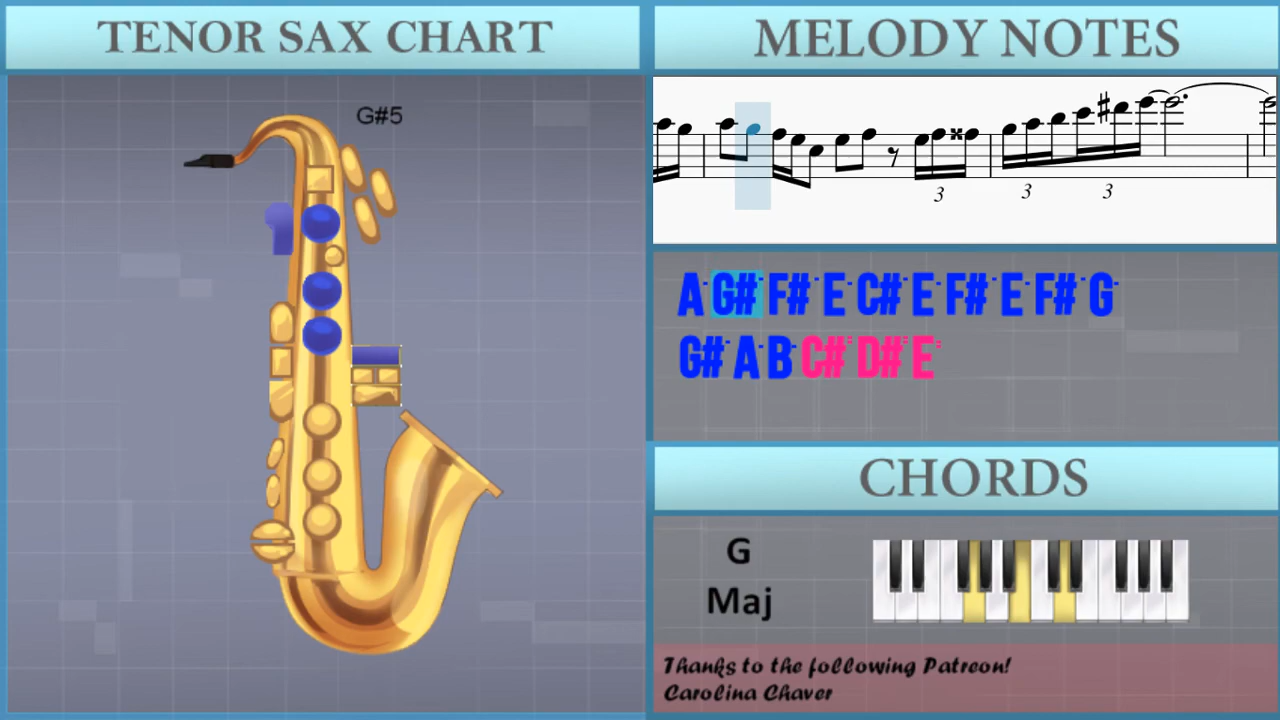 TENOR SAX CHART
G#5
MELODY NOTES
3 3 3
A- G#- F#- E- C#- E- F#- E- F#- G-
G#- A- B- C#= D#= E=
CHORDS
G
Maj
Thanks to the following Patreon!
Carolina Chaver